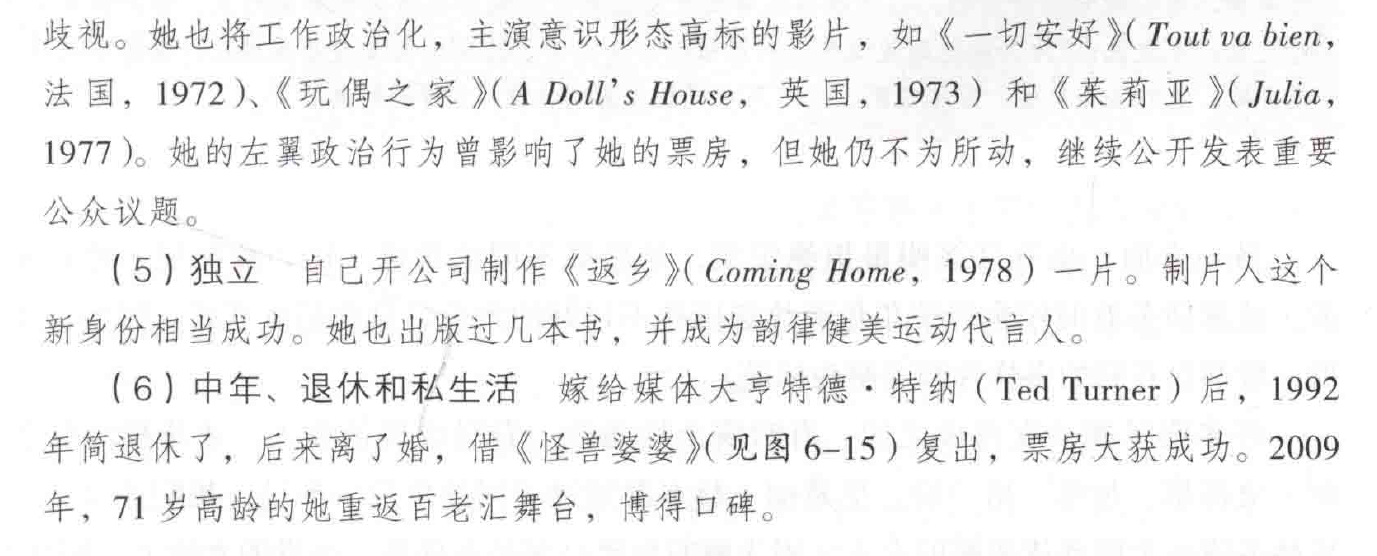 歧视。她也将工作政治化，主演意识形态高标的影片，如《一切安好》(Tout va bien,
法国，1972)、《玩偶之家》(A Doll's House，英国，1973) 和《茱莉亚》(Julia,
1977)。她的左翼政治行为曾影响了她的票房，但她仍不为所动，继续公开发表重要
公众议题。
(5) 独立　自己开公司制作《返乡》(Coming Home，1978) 一片。制片人这个
新身份相当成功。她也出版过几本书，并成为韵律健美运动代言人。
(6) 中年、退休和私生活　嫁给媒体大亨特德·特纳 (Ted Turner) 后，1992
年简退休了，后来离了婚，借《怪兽婆婆》(见图 6–15) 复出，票房大获成功。2009
年，71 岁高龄的她重返百老汇舞台，博得口碑。